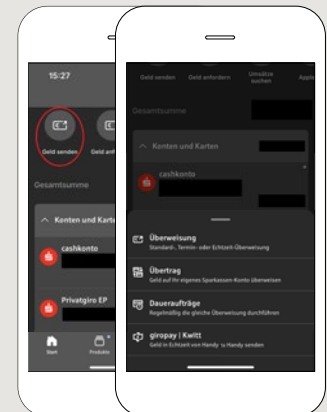 15:27
Geld senden
Geld anf
Gesamtsumme
Konten und Karte
cashkonto
Privatgiro EP
Start
Produkte
Geld senden
Geld anfordern
Umsätze suchen
Apple
Gesamtsumme
Konten und Karten
cashkonto
Überweisung
Standard-, Termin- oder Echtzeit-Überweisung
Übertrag
Geld auf Ihr eigenes Sparkassen-Konto überweisen
Daueraufträge
Regelmäßig die gleiche Überweisung durchführen
giropay | Kwitt
Geld in Echtzeit von Handy zu Handy senden